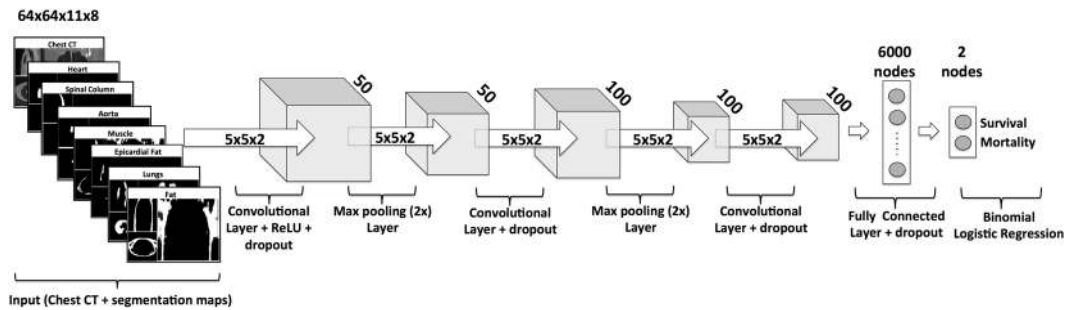 64x64x11x8
Chest CT
Heart
Spinal Column
Aorta
Muscle
Epicardial Fat
Lungs
Fat
Input (Chest CT + segmentation maps)
5x5x2
50
Convolutional
Layer + ReLU +
dropout
5x5x2
50
Max pooling (2x)
Layer
5x5x2
100
Convolutional
Layer + dropout
5x5x2
100
Max pooling (2x)
Layer
5x5x2
100
Convolutional
Layer + dropout
6000
nodes
Fully Connected
Layer + dropout
2
nodes
Survival
Mortality
Binomial
Logistic Regression